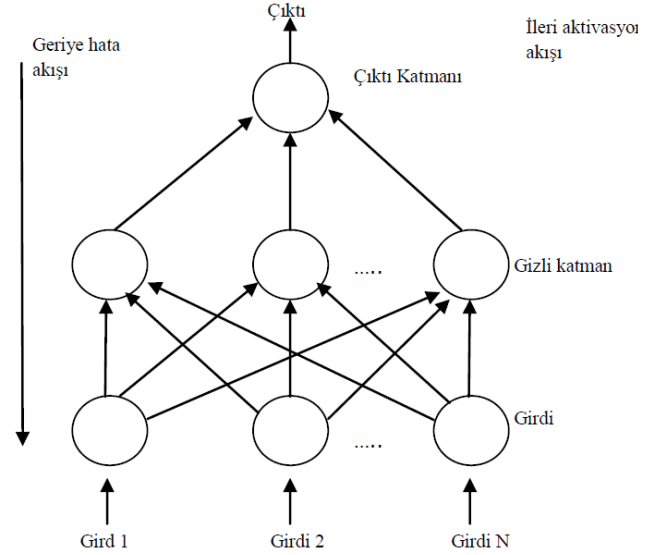 Çıktı
Geriye hata
akışı
İleri aktivasyon
akışı
Çıktı Katmanı
.....
Gizli katman
.....
Girdi
Gird 1
Girdi 2
Girdi N